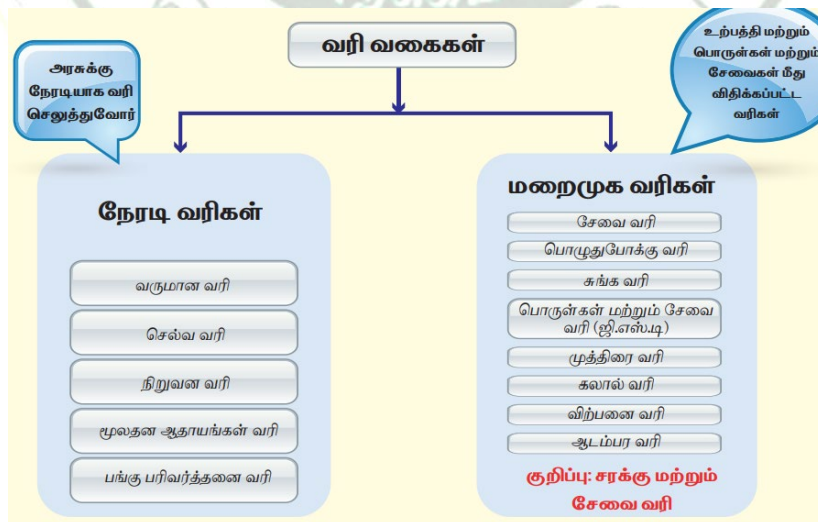 வரி வகைகள்
அரசுக்கு
நேரடியாக வரி
செலுத்துவோர்
உற்பத்தி மற்றும்
பொருள்கள் மற்றும்
சேவைகள் மீது
விதிக்கப்பட்ட
வரிகள்
நேரடி வரிகள்
வருமான வரி
செல்வ வரி
நிறுவன வரி
மூலதன ஆதாயங்கள் வரி
பங்கு பரிவர்த்தனை வரி
மறைமுக வரிகள்
சேவை வரி
பொழுதுபோக்கு வரி
சுங்க வரி
பொருள்கள் மற்றும் சேவை
வரி (ஜி.எஸ்.டி)
முத்திரை வரி
கலால் வரி
விற்பனை வரி
ஆடம்பர வரி
குறிப்பு: சரக்கு மற்றும்
சேவை வரி